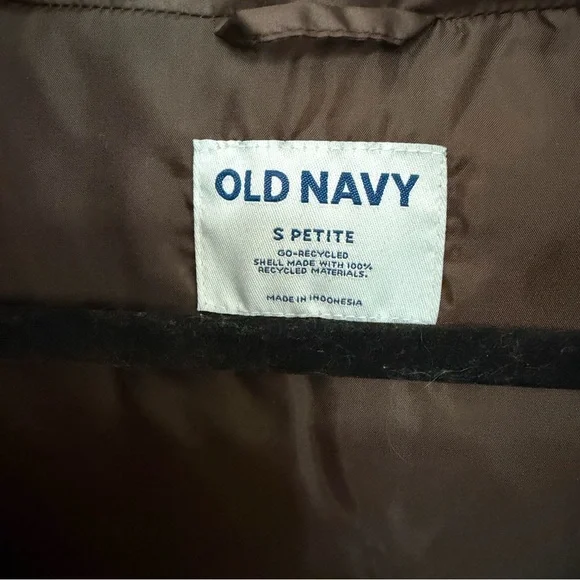 OLD NAVY
S PETITE
GO-RECYCLED
SHELL MADE WITH 100%
RECYCLED MATERIALS.
MADE IN INDONESIA